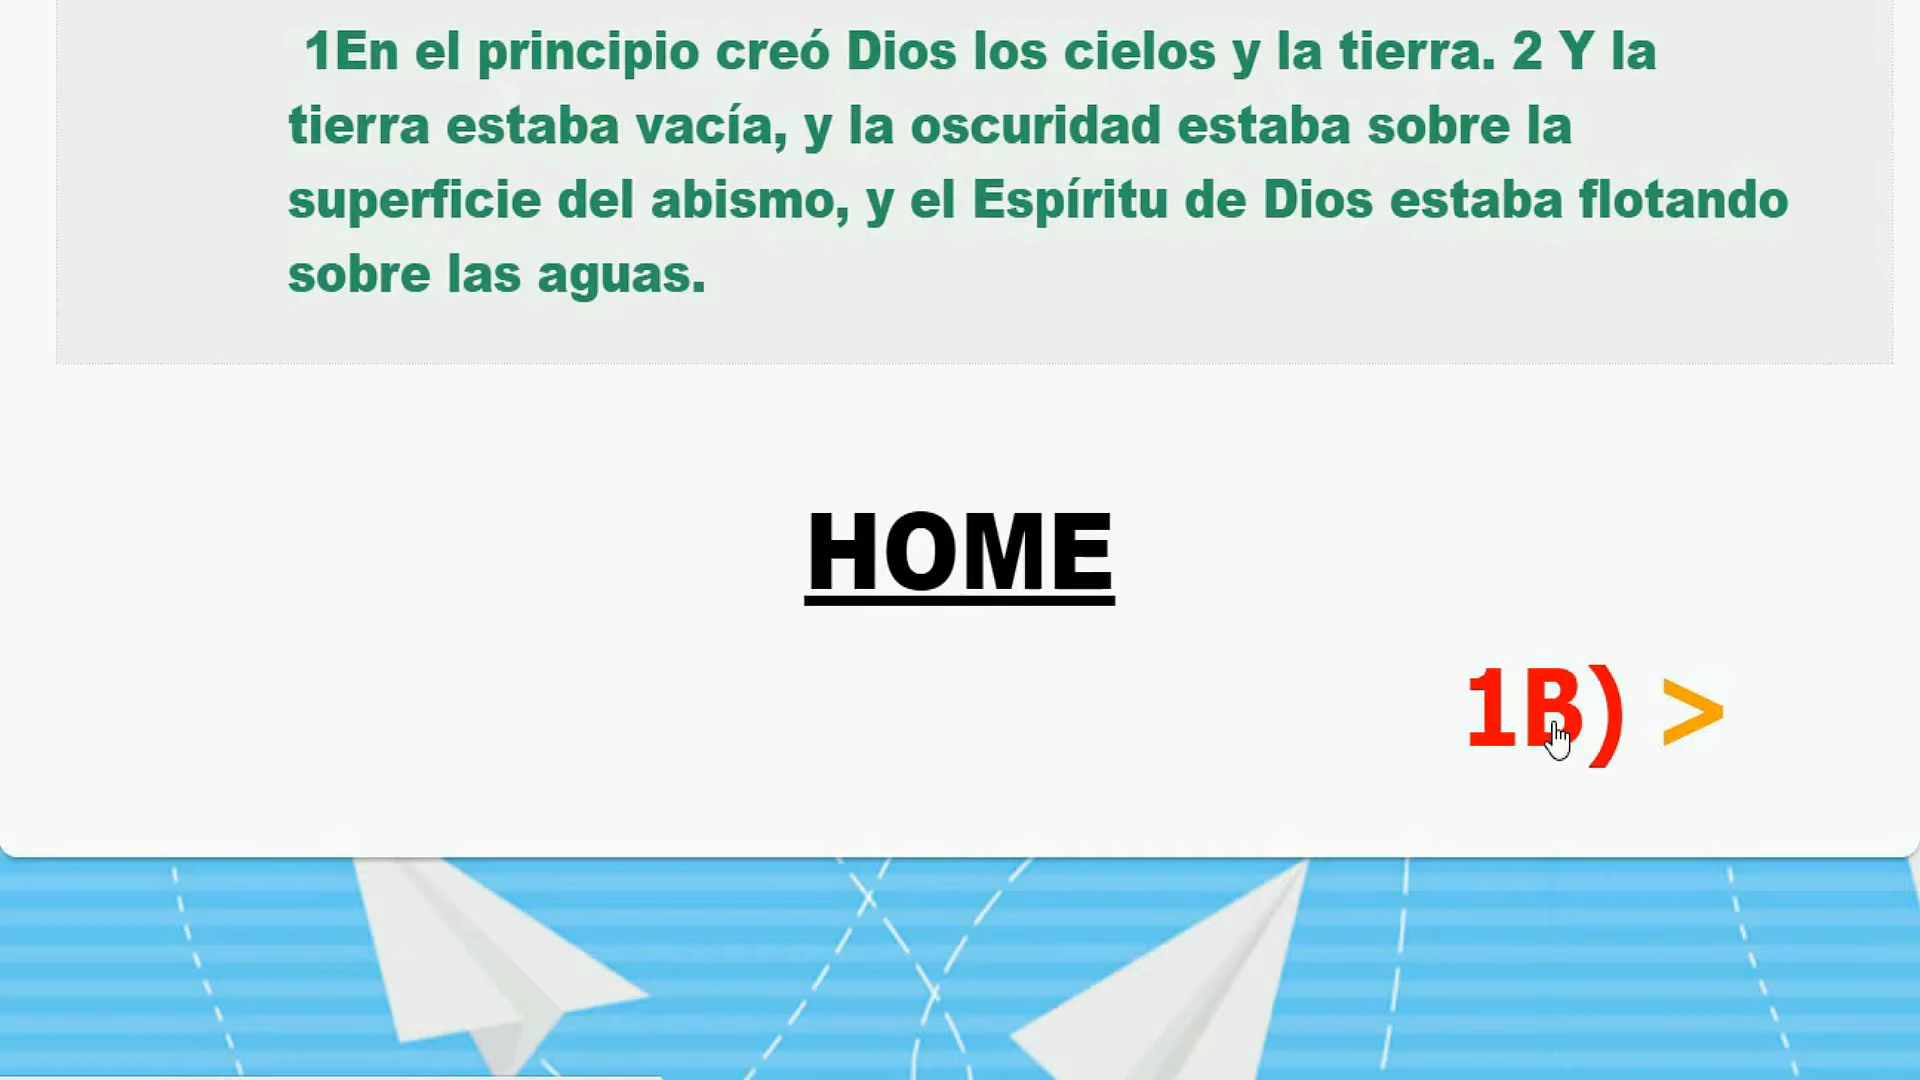 1En el principio creó Dios los cielos y la tierra. 2 Y la
tierra estaba vacía, y la oscuridad estaba sobre la
superficie del abismo, y el Espíritu de Dios estaba flotando
sobre las aguas.
HOME
1B) >